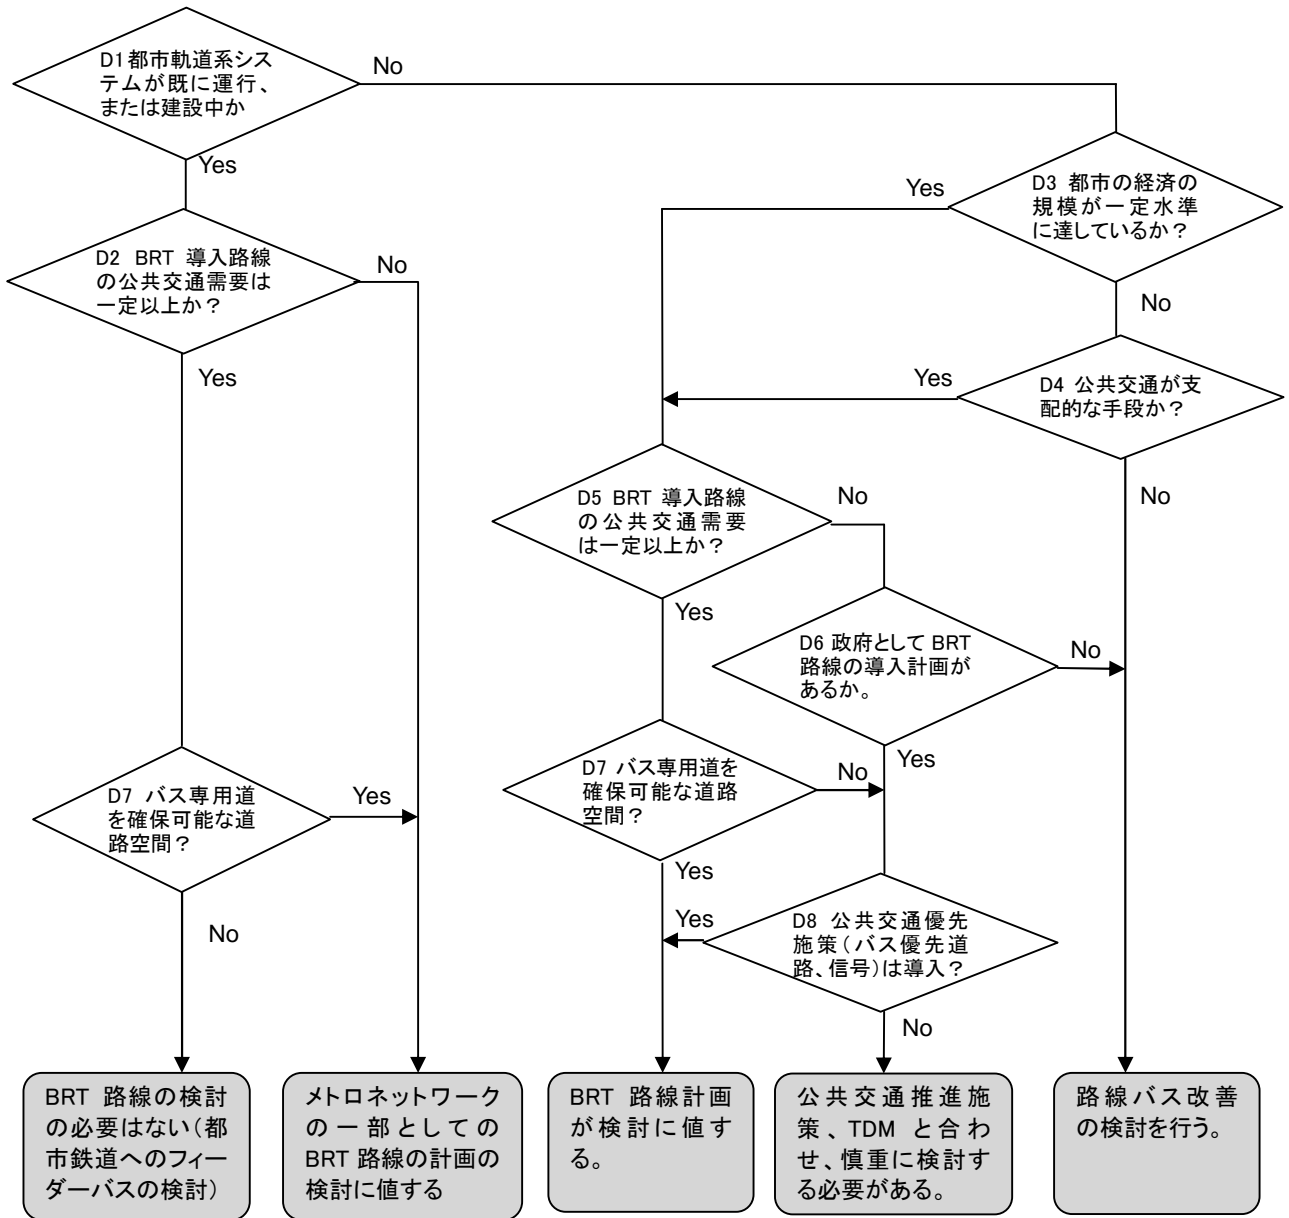 D1都市軌道系シス
テムが既に運行、
または建設中か
No
Yes
D3 都市の経済の
規模が一定水準
に達しているか？
Yes
No
D2 BRT 導入路線
の公共交通需要は
一定以上か？
No
Yes
D4 公共交通が支
配的な手段か？
Yes
No
D5 BRT 導入路線
の公共交通需要
は一定以上か？
No
Yes
D6 政府として BRT
路線の導入計画が
あるか。
No
Yes
D7 バス専用道
を確保可能な道
路空間？
Yes
No
D7 バス専用道を
確保可能な道路
空間？
No
Yes
D8 公共交通優先
施策（バス優先道
路、信号）は導入？
Yes
No
BRT 路線の検討
の必要はない（都
市鉄道へのフィー
ダーバスの検討）
メトロネットワーク
の一部としての
BRT 路線の計画の
検討に値する
BRT 路線計画
が検討に値す
る。
公共交通推進施
策、TDM と合わ
せ、慎重に検討す
る必要がある。
路線バス改善
の検討を行う。